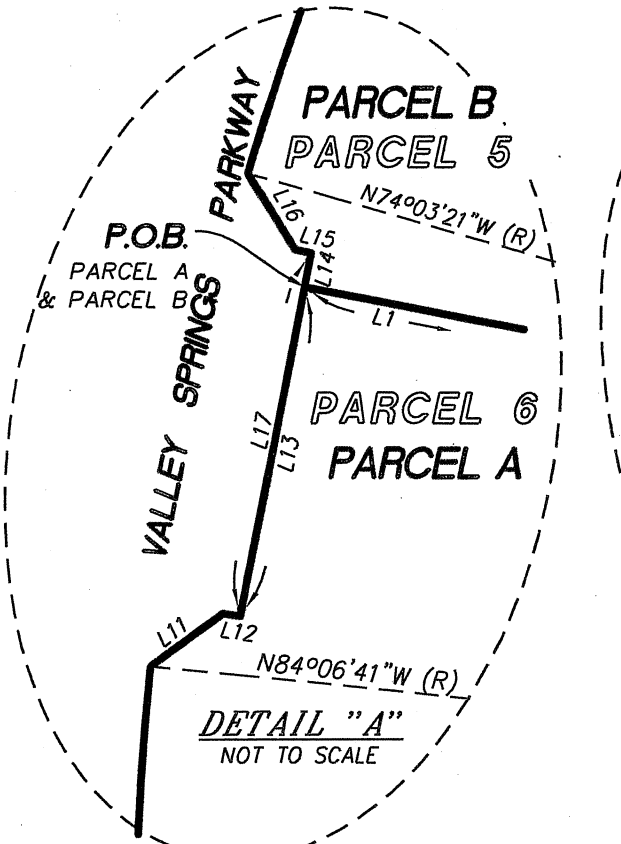 PARCEL B
PARCEL 5
N74°03'21"W (R)
L16
L15
L14
P.O.B.
PARCEL A
& PARCEL B
L1
VALLEY SPRINGS PARKWAY
L17
L13
PARCEL 6
PARCEL A
L11
L12
N84°06'41"W (R)
DETAIL "A"
NOT TO SCALE